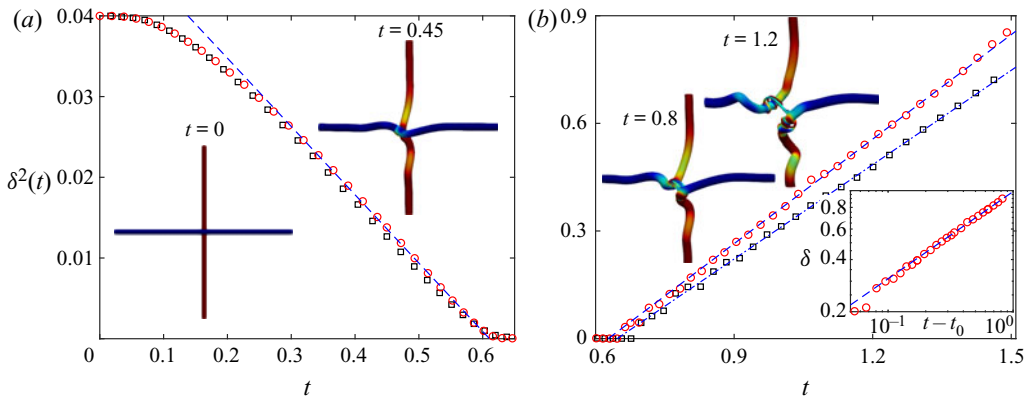 (a)
0.04
0.03
0.02
0.01
0
δ²(t)
t = 0
t = 0.45
0.1
0.2
0.3
0.4
0.5
0.6
t
(b)
0.9
0.6
0.3
0
t = 1.2
t = 0.8
0.6
0.9
1.2
1.5
t
0.8
0.6
0.4
0.2
δ
10⁻¹
t – t₀
10⁰